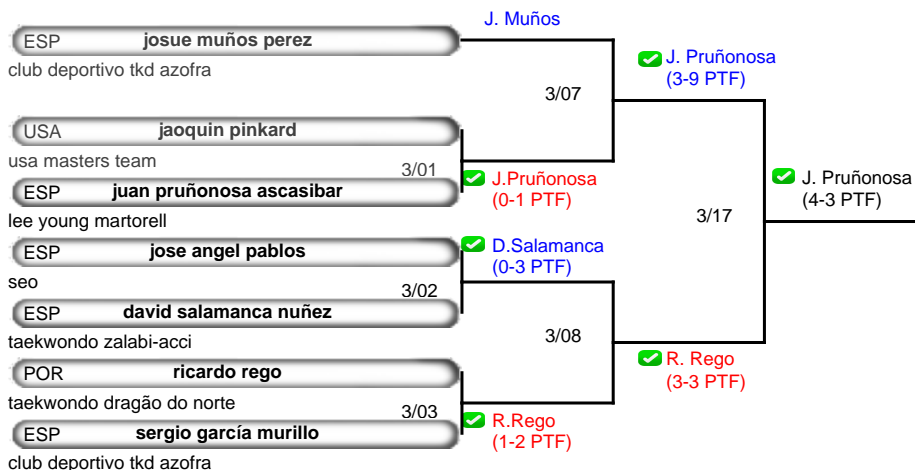 J. Muños
ESP josue muños perez
club deportivo tkd azofra
J. Pruñonosa
(3-9 PTF)
3/07
USA jaoquin pinkard
usa masters team
3/01
J.Pruñonosa
(0-1 PTF)
J. Pruñonosa
(4-3 PTF)
ESP juan pruñonosa ascasibar
lee young martorell
3/17
ESP jose angel pablos
D.Salamanca
(0-3 PTF)
seo
3/02
ESP david salamanca nuñez
taekwondo zalabi-acci
3/08
POR ricardo rego
R. Rego
(3-3 PTF)
taekwondo dragão do norte
3/03
R.Rego
(1-2 PTF)
ESP sergio garcía murillo
club deportivo tkd azofra